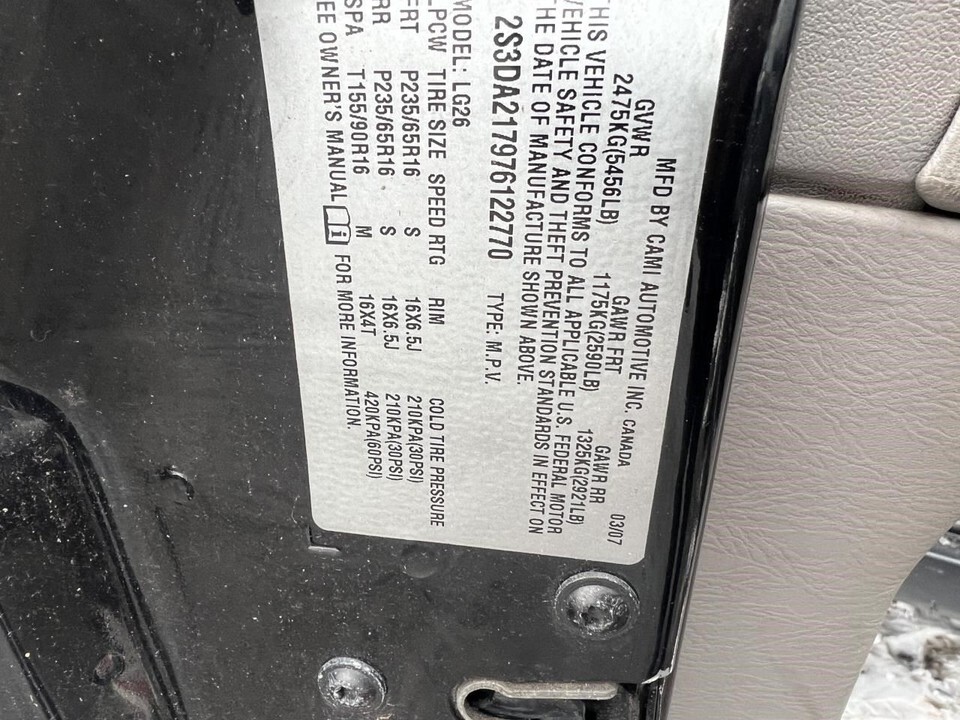 MFD BY CAMI AUTOMOTIVE INC. CANADA 03/07
GVWR GAWR FRT GAWR RR
2475KG(5456LB) 1175KG(2590LB) 1325KG(2921LB)
THIS VEHICLE CONFORMS TO ALL APPLICABLE U.S. FEDERAL MOTOR
VEHICLE SAFETY AND THEFT PREVENTION STANDARDS IN EFFECT ON
THE DATE OF MANUFACTURE SHOWN ABOVE.
2S3DA217976122770 TYPE: M.P.V.
MODEL: LG26
LPCW TIRE SIZE SPEED RTG RIM COLD TIRE PRESSURE
FRT P235/65R16 S 16X6.5J 210KPA(30PSI)
RR P235/65R16 S 16X6.5J 210KPA(30PSI)
SPA T155/90R16 M 16X4T 420KPA(60PSI)
EE OWNER'S MANUAL FOR MORE INFORMATION.